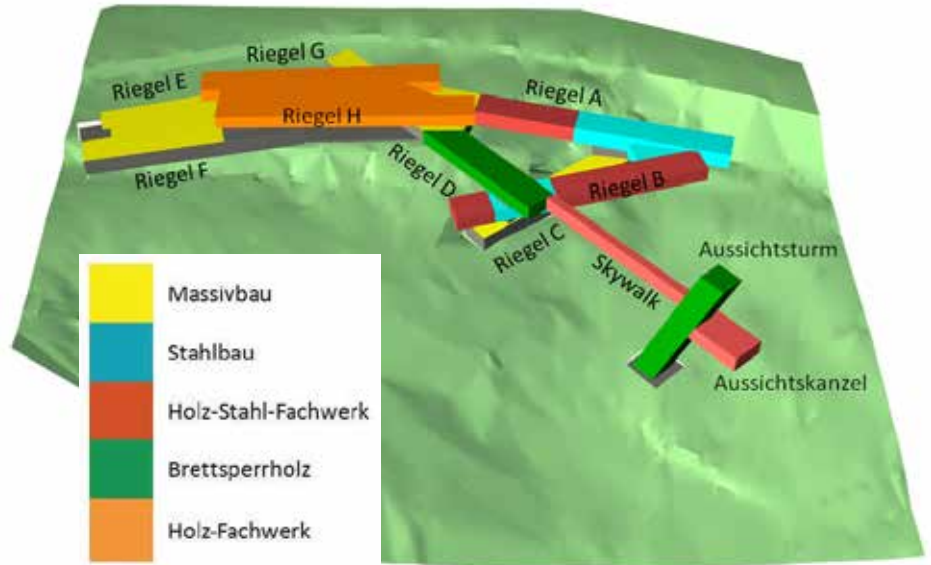 Riegel G
Riegel E
Riegel A
Riegel H
Riegel F
Riegel D
Riegel B
Riegel C
Skywalk
Aussichtsturm
Aussichtskanzel
Massivbau
Stahlbau
Holz-Stahl-Fachwerk
Brettsperrholz
Holz-Fachwerk